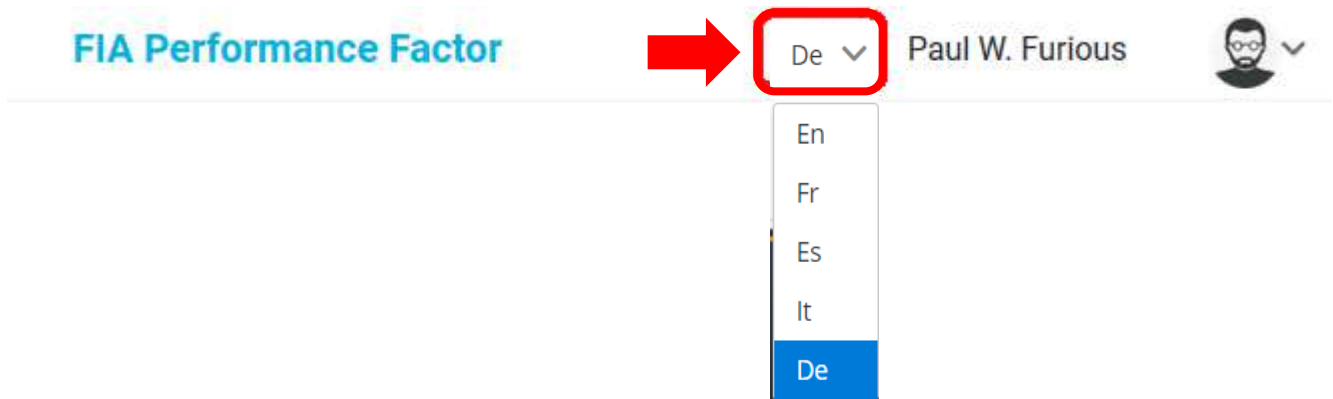 FIA Performance Factor
De
Paul W. Furious
En
Fr
Es
It
De